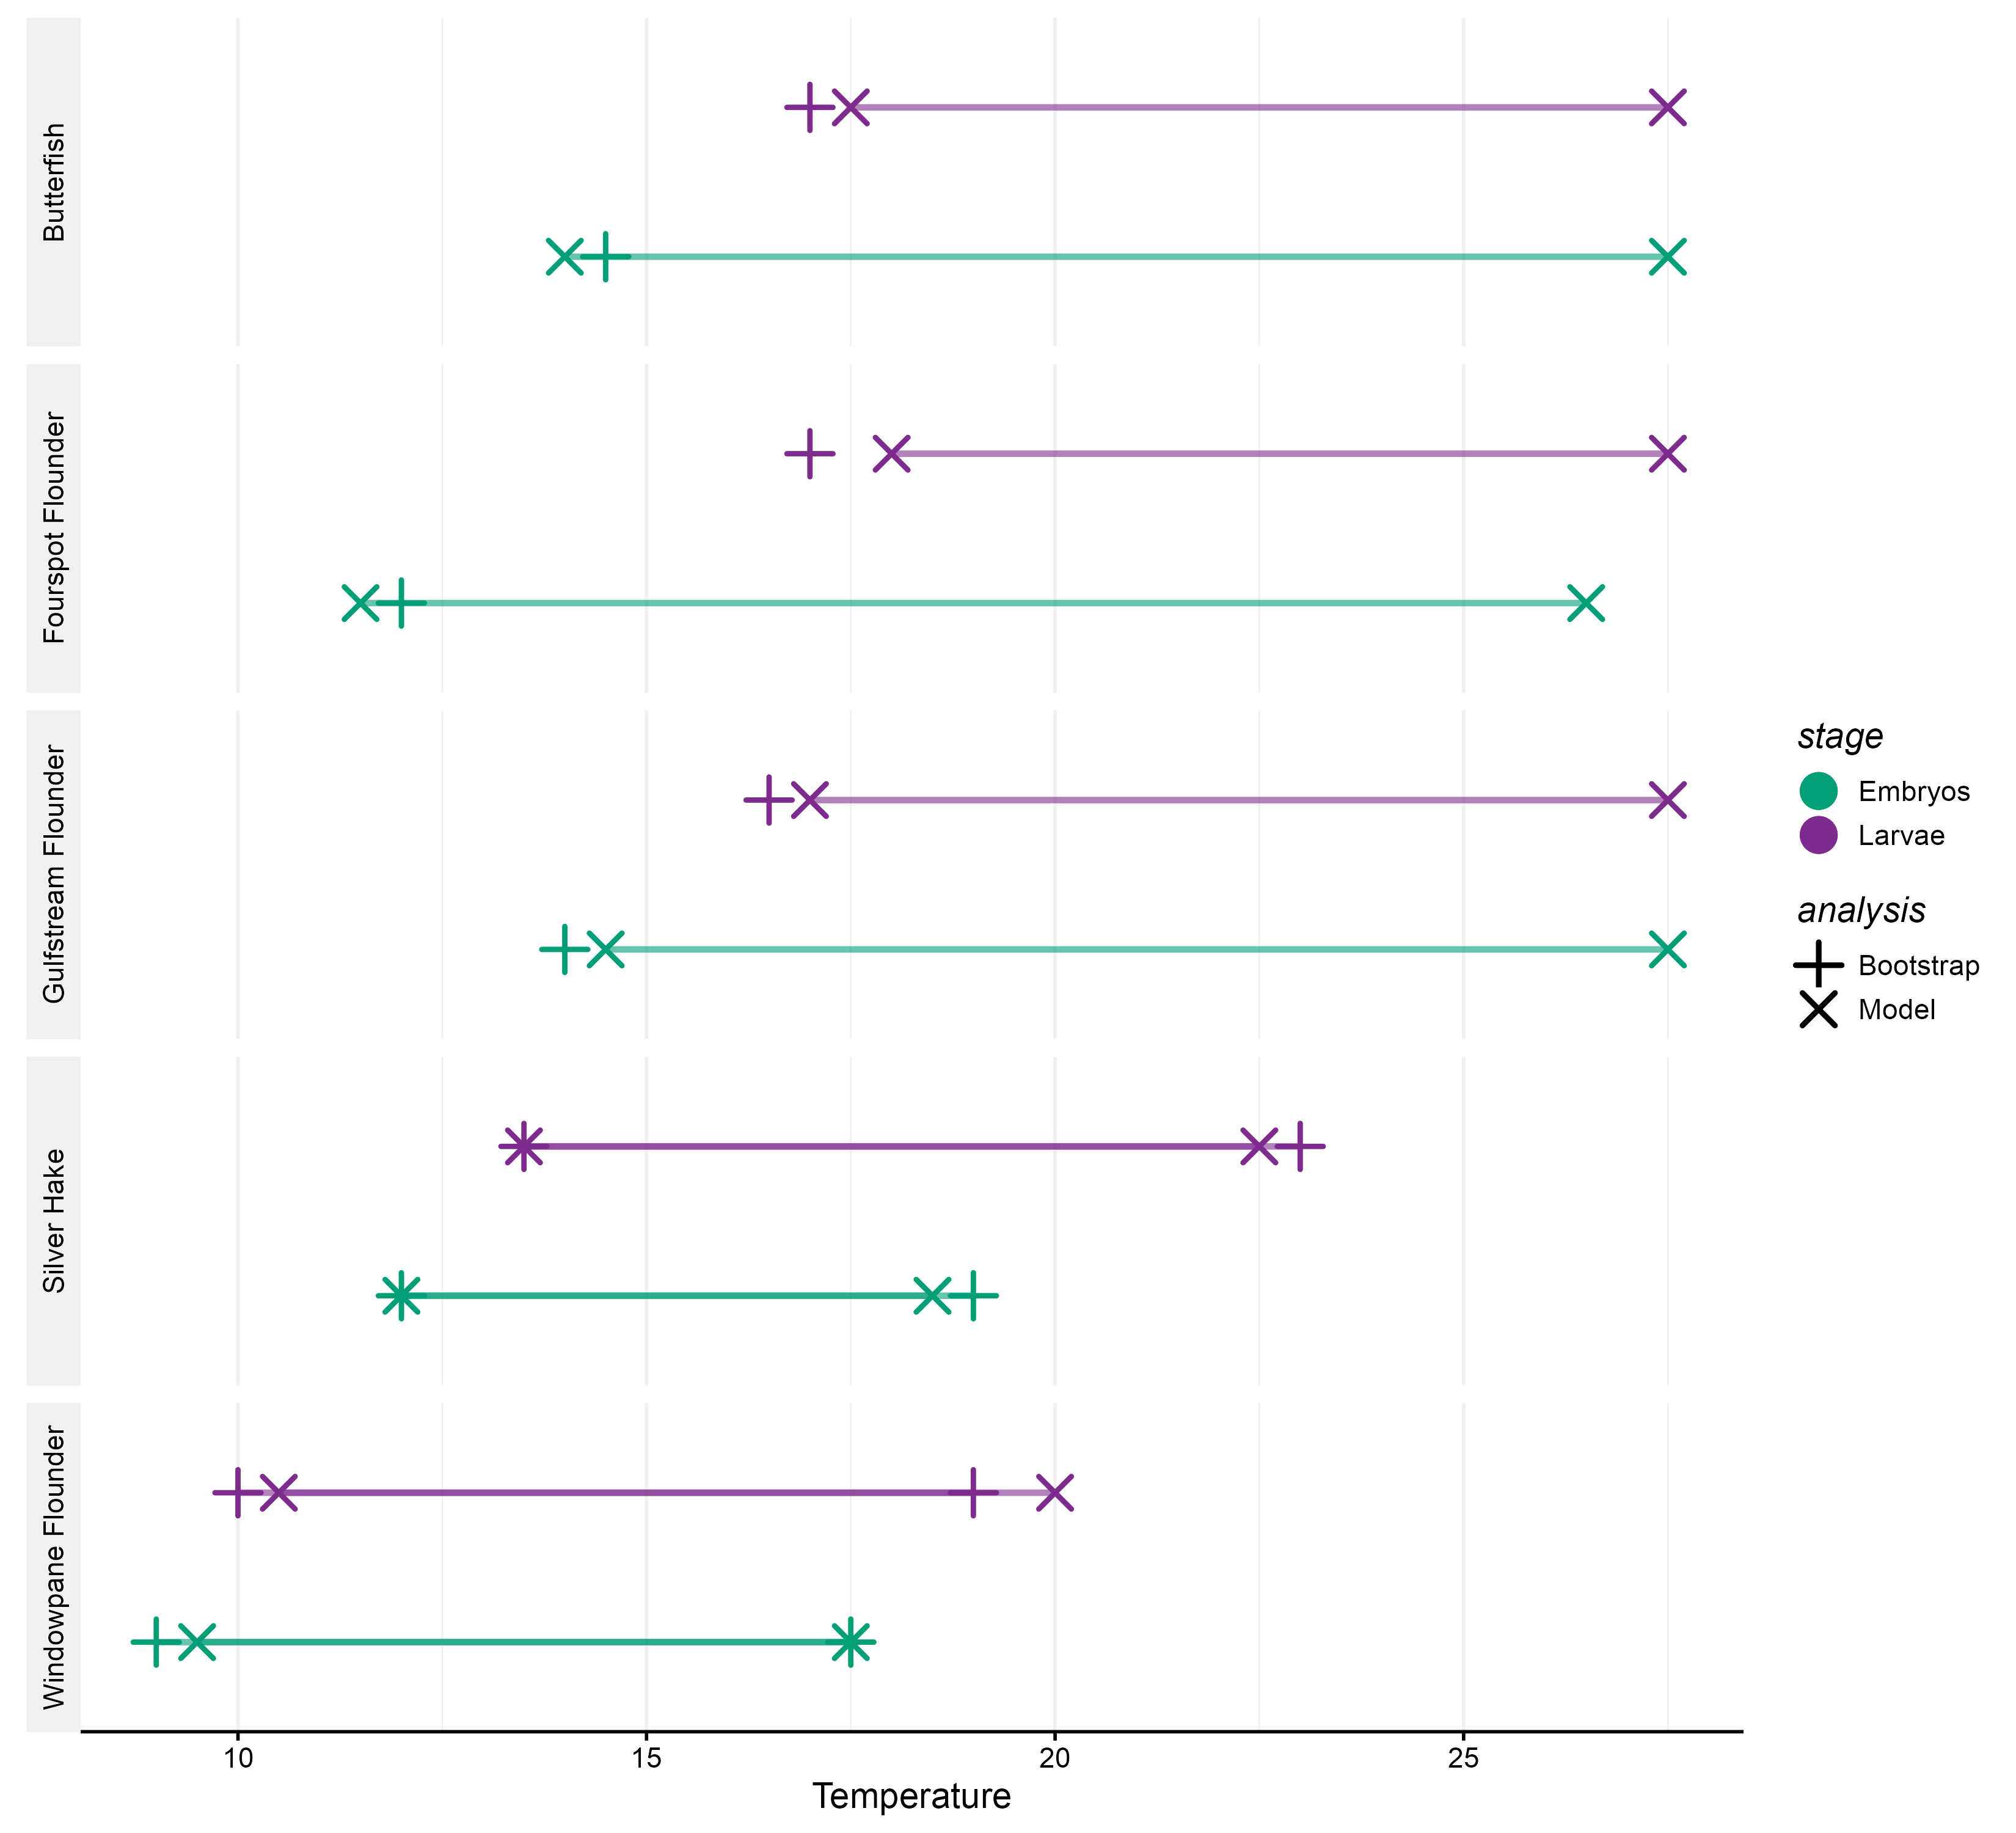 Butterfish
Fourspot Flounder
Gulfstream Flounder
Silver Hake
Windowpane Flounder
10
15
20
25
Temperature
stage
Embryos
Larvae
analysis
Bootstrap
Model